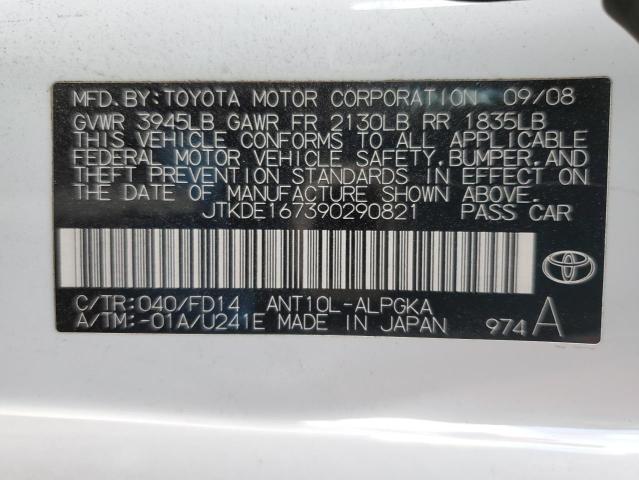 MFD. BY: TOYOTA MOTOR CORPORATION 09/08
GVWR 3945LB GAWR FR 2130LB RR 1835LB
THIS VEHICLE CONFORMS TO ALL APPLICABLE
FEDERAL MOTOR VEHICLE SAFETY, BUMPER, AND
THEFT PREVENTION STANDARDS IN EFFECT ON
THE DATE OF MANUFACTURE SHOWN ABOVE.
JTKDE167390290821 PASS CAR
C/TR: 040/FD14 ANT10L-ALPGKA
A/TM: -01A/U241E MADE IN JAPAN 974 A
TOYOTA